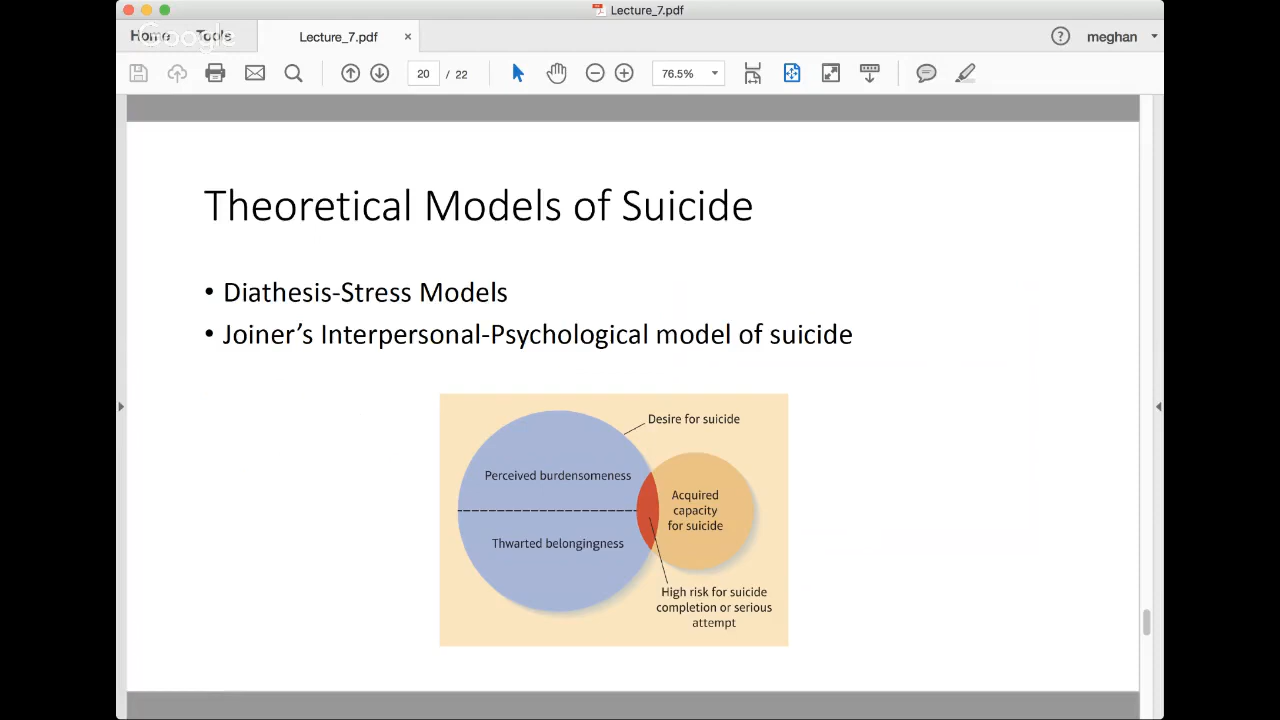 Lecture_7.pdf
Home Tools Lecture_7.pdf × meghan
Google
20 / 22 76.5%
Theoretical Models of Suicide
• Diathesis-Stress Models
• Joiner’s Interpersonal-Psychological model of suicide
Desire for suicide
Perceived burdensomeness
Acquired
capacity
for suicide
Thwarted belongingness
High risk for suicide
completion or serious
attempt